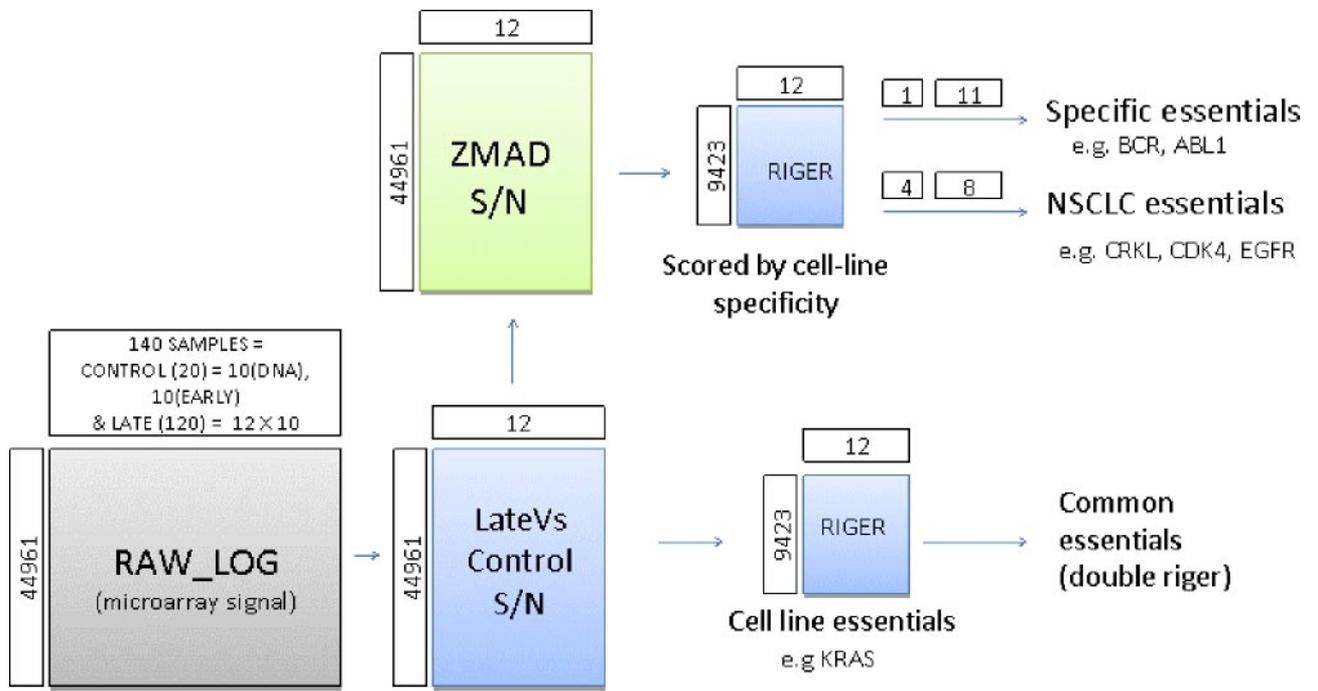 12
44961
ZMAD
S/N
12
9423
RIGER
Scored by cell-line
specificity
1 11
Specific essentials
e.g. BCR, ABL1
4 8
NSCLC essentials
e.g. CRKL, CDK4, EGFR
140 SAMPLES =
CONTROL (20) = 10(DNA),
10(EARLY)
& LATE (120) = 12×10
44961
RAW_LOG
(microarray signal)
12
44961
LateVs
Control
S/N
12
9423
RIGER
Cell line essentials
e.g KRAS
Common
essentials
(double riger)